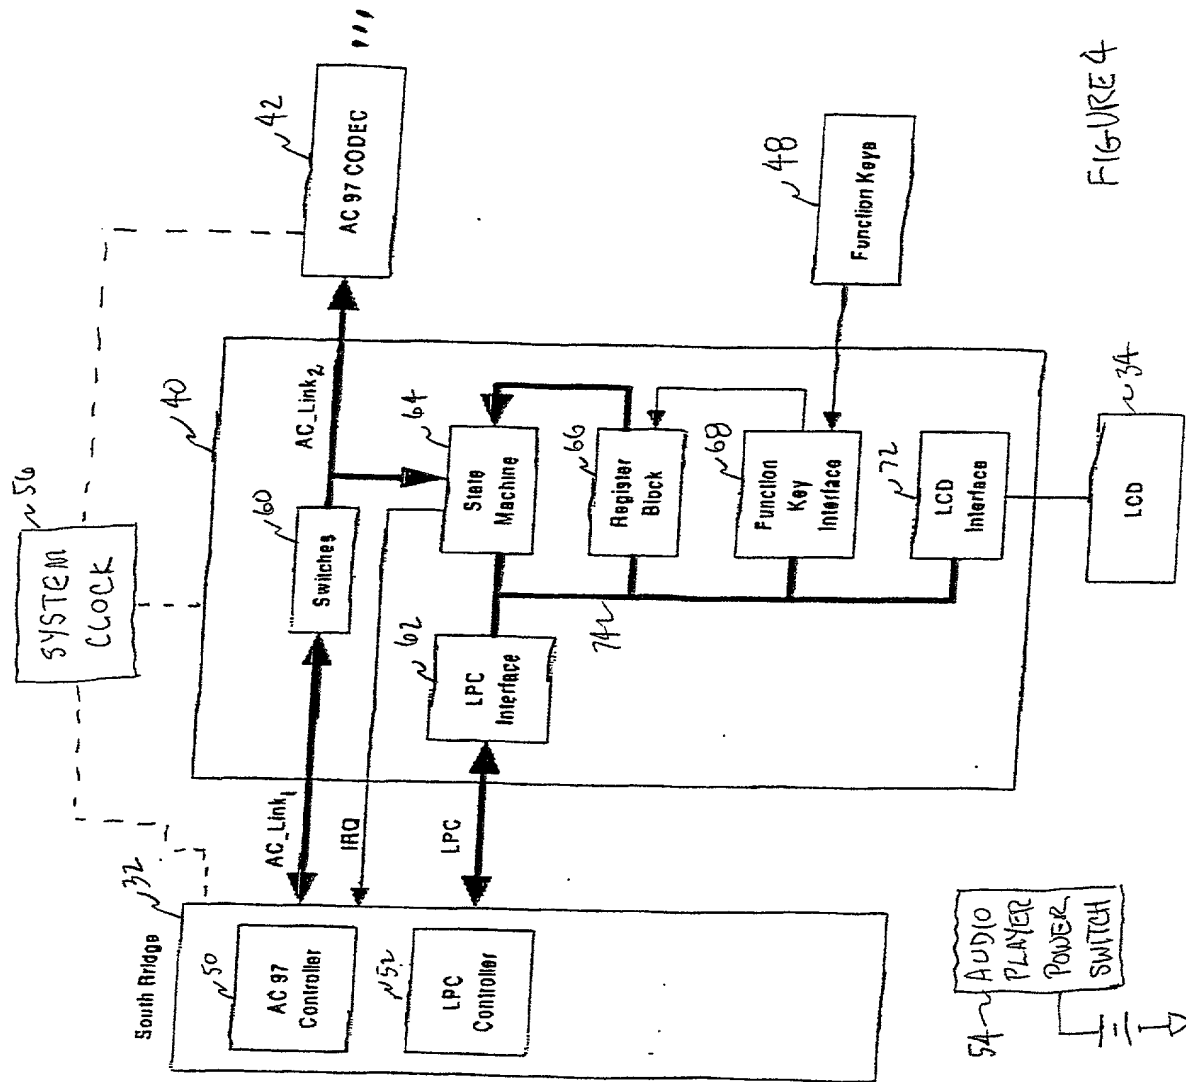 SYSTEM
CLOCK
56
South Bridge
32
50
AC 97
Controller
52
LPC
Controller
AC_Link1
IRQ
LPC
40
60
Switches
AC_Link2
62
LPC
Interface
64
State
Machine
66
Register
Block
68
Function
Key
Interface
72
LCD
Interface
74
42
AC 97 CODEC
48
Function Keys
34
LCD
54
AUDIO
PLAYER
POWER
SWITCH
FIGURE 4